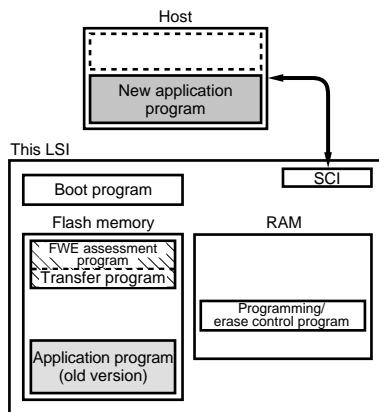 Host
New application
program
This LSI
SCI
Boot program
Flash memory
RAM
FWE assessment
program
Transfer program
Programming/
erase control program
Application program
(old version)